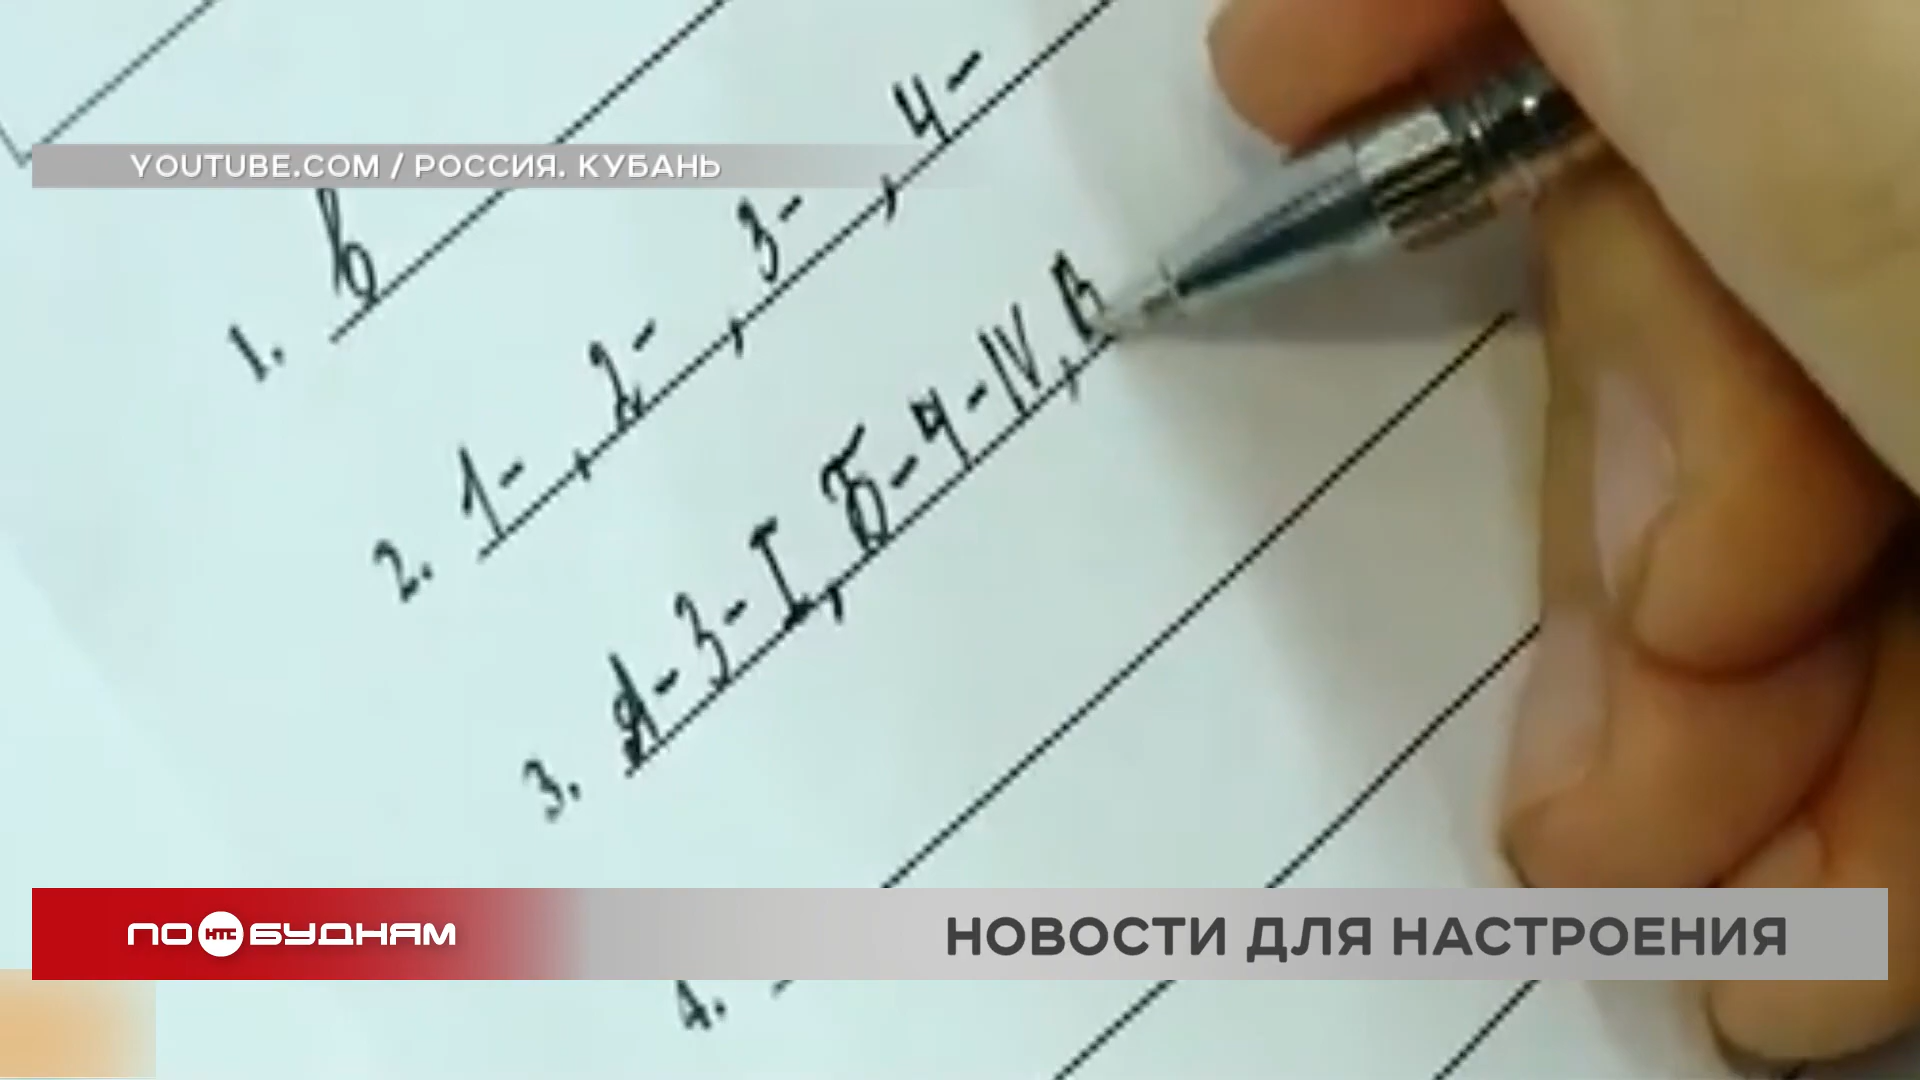 YOUTUBE.COM / РОССИЯ. КУБАНЬ
1. в
2. 1- , 2- , 3- , 4-
3. А-3-I, Б-4-IV, В
4.
ПО НТС БУДНЯМ
НОВОСТИ ДЛЯ НАСТРОЕНИЯ